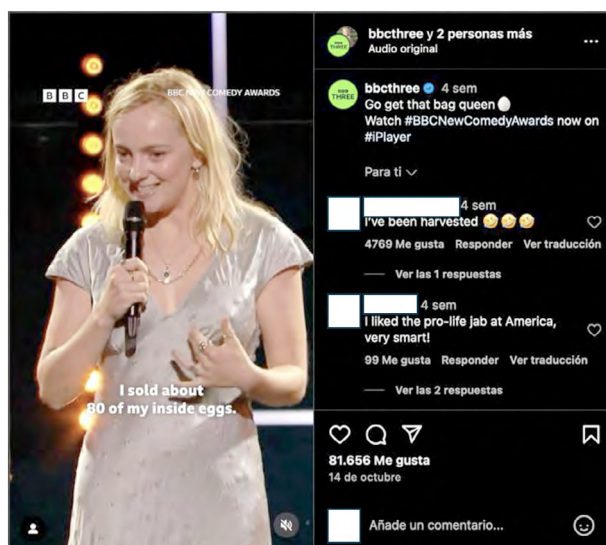 BBC
BBC NEW COMEDY AWARDS
I sold about
80 of my inside eggs.
THREE
bbcthree y 2 personas más
Audio original
BBC
THREE
bbcthree 4 sem
Go get that bag queen
Watch #BBCNewComedyAwards now on
#iPlayer
Para ti
4 sem
I've been harvested
4769 Me gusta Responder Ver traducción
Ver las 1 respuestas
4 sem
I liked the pro-life jab at America,
very smart!
99 Me gusta Responder Ver traducción
Ver las 2 respuestas
81.656 Me gusta
14 de octubre
Añade un comentario...